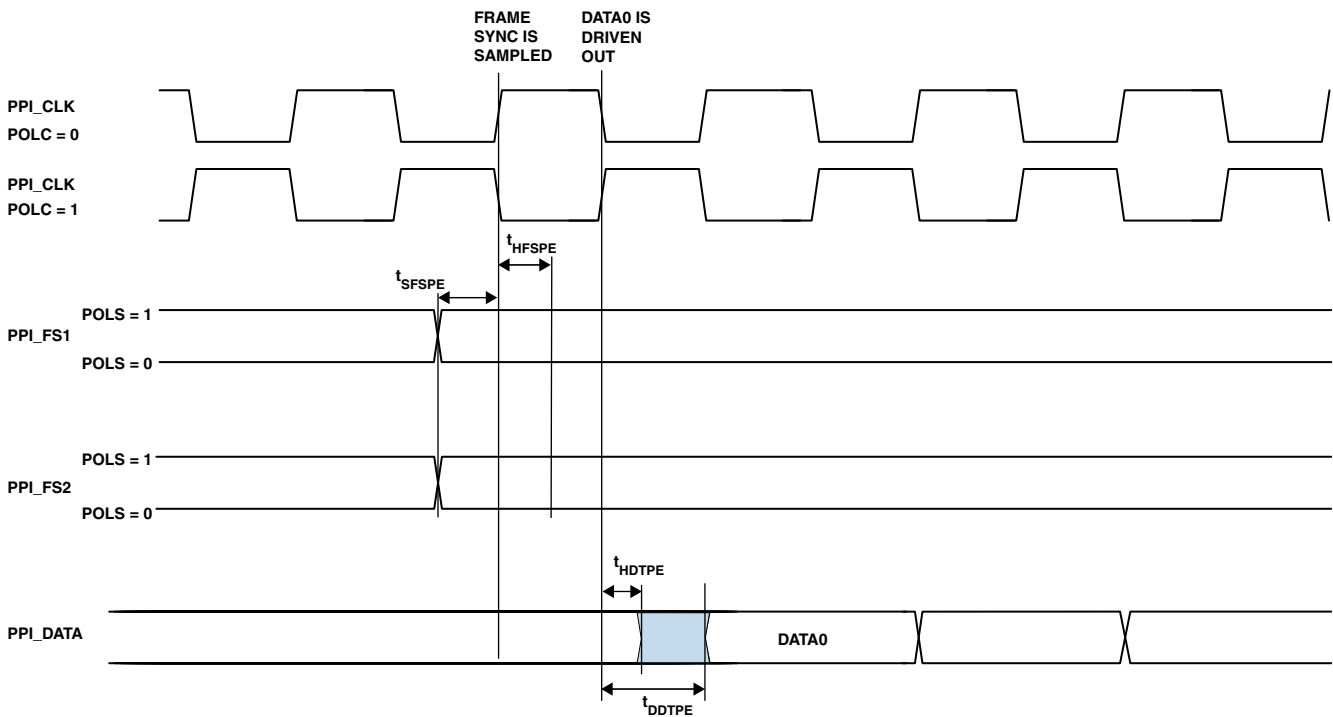 FRAME
SYNC IS
SAMPLED
DATA0 IS
DRIVEN
OUT
PPI_CLK
POLC = 0
PPI_CLK
POLC = 1
tHFSPE
tSFSPE
POLS = 1
PPI_FS1
POLS = 0
POLS = 1
PPI_FS2
POLS = 0
tHDTPE
PPI_DATA
DATA0
tDDTPE